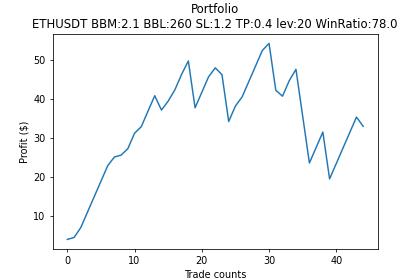 Portfolio
ETHUSDT BBM:2.1 BBL:260 SL:1.2 TP:0.4 lev:20 WinRatio:78.0
Profit ($)
50
40
30
20
10
0 10 20 30 40
Trade counts